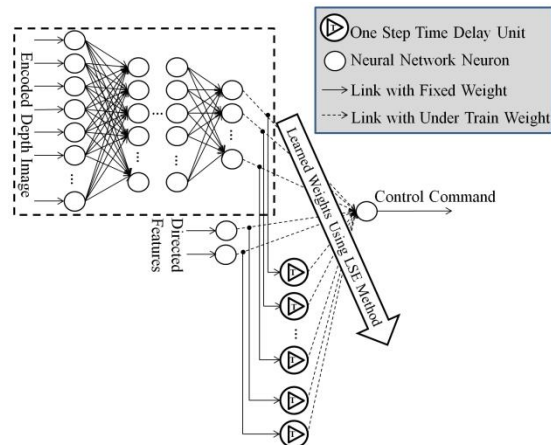 One Step Time Delay Unit
Neural Network Neuron
Link with Fixed Weight
Link with Under Train Weight
Encoded Depth Image
Learned Weights Using LSE Method
Control Command
Directed
Features